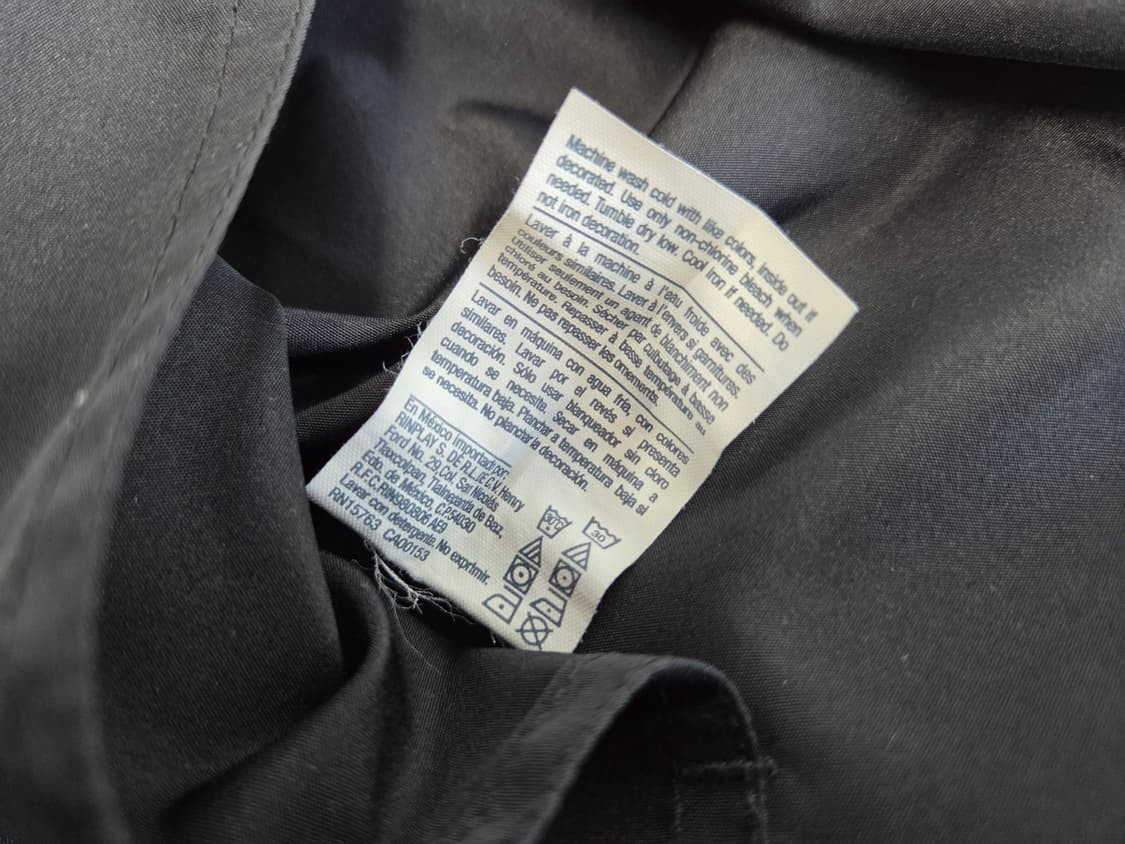 Machine wash cold with like colors, inside out if
decorated. Use only non-chlorine bleach when
needed. Tumble dry low. Cool iron if needed. Do
not iron decoration.
Laver à la machine à l'eau froide avec des
couleurs similaires. Laver à l'envers si garnitures.
Utiliser seulement un agent de blanchiment non
chloré au besoin. Sécher par culbutage à basse
température. Repasser à basse température au
besoin. Ne pas repasser les ornements.
Lavar en máquina con agua fría, con colores
similares. Lavar por el revés si presenta
decoración. Sólo usar blanqueador sin cloro
cuando se necesite. Secar en máquina a
temperatura baja. Planchar a temperatura baja si
se necesita. No planchar la decoración.
En México Importado por:
RINPLAY S. DE R.L. DE C.V. Henry
Ford No. 29, Col. San Nicolás
Tlaxcolpan, Tlalnepantla de Baz,
Edo. de México, C.P. 54030
R.F.C. RIN980806 AE9
Lavar con detergente. No exprimir.
RN15763 CA00153
30